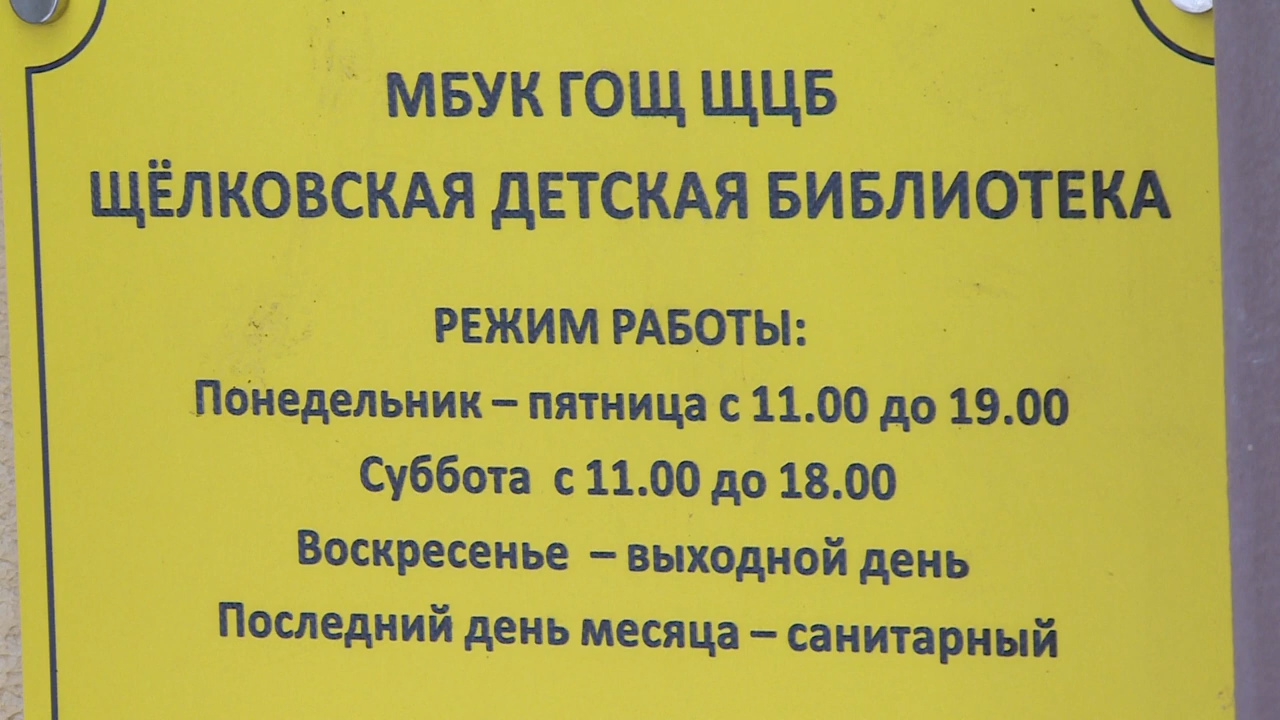 МБУК ГОЩ ЩЦБ
ЩЁЛКОВСКАЯ ДЕТСКАЯ БИБЛИОТЕКА
РЕЖИМ РАБОТЫ:
Понедельник – пятница с 11.00 до 19.00
Суббота с 11.00 до 18.00
Воскресенье – выходной день
Последний день месяца – санитарный